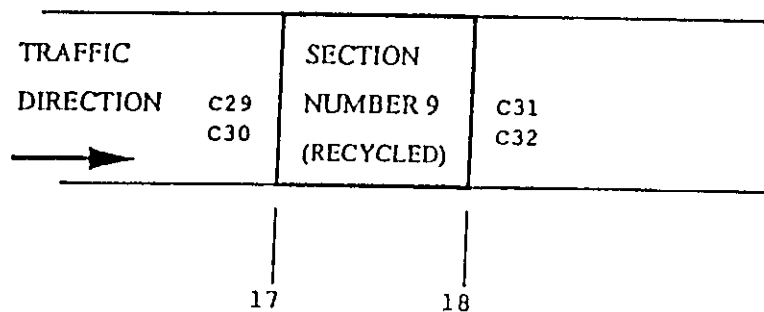 TRAFFIC
DIRECTION
C29
C30
SECTION
NUMBER 9
(RECYCLED)
C31
C32
17
18